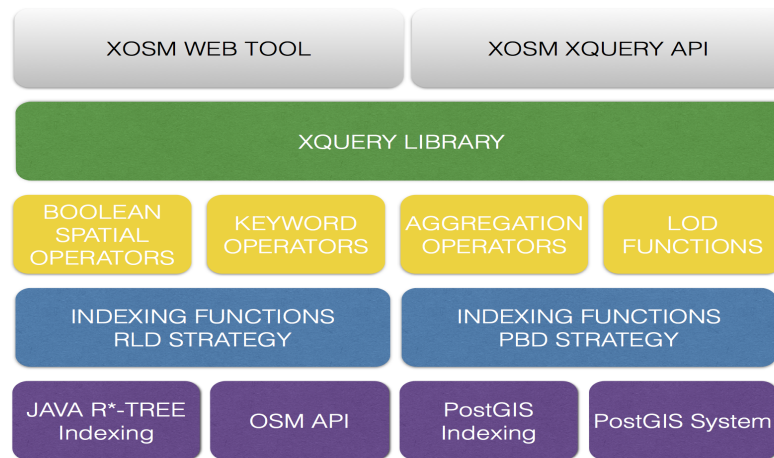 XOSM WEB TOOL
XOSM XQUERY API
XQUERY LIBRARY
BOOLEAN
SPATIAL
OPERATORS
KEYWORD
OPERATORS
AGGREGATION
OPERATORS
LOD
FUNCTIONS
INDEXING FUNCTIONS
RLD STRATEGY
INDEXING FUNCTIONS
PBD STRATEGY
JAVA R*-TREE
Indexing
OSM API
PostGIS
Indexing
PostGIS System